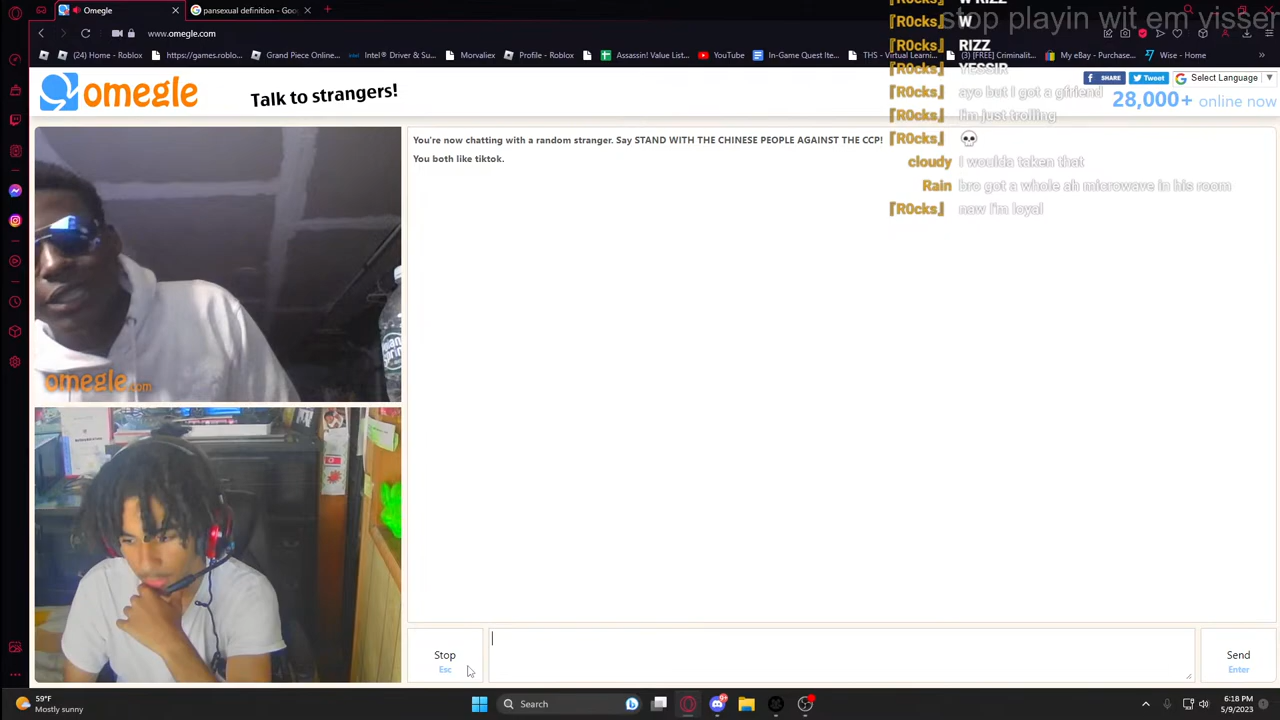 Omegle
pansexual definition - Goo
www.omegle.com
stop playin wit em yisser
(24) Home - Roblox
https://games.roblo...
Grand Piece Online...
Intel® Driver & Su...
Morvaliex
Profile - Roblox
Assassin! Value List...
YouTube
In-Game Quest Ite...
THS - Virtual Learni...
(3) [FREE] Criminalit...
My eBay - Purchase...
Wise - Home
omegle
Talk to strangers!
SHARE
Tweet
Select Language
28,000+ online now
W RIZZ
『R0cks』 W
『R0cks』 RIZZ
『R0cks』 YESSIR
『R0cks』 ayo but I got a gfriend
『R0cks』 I'm just trolling
『R0cks』 💀
cloudy I woulda taken that
Rain bro got a whole ah microwave in his room
『R0cks』 naw I'm loyal
You're now chatting with a random stranger. Say STAND WITH THE CHINESE PEOPLE AGAINST THE CCP!
You both like tiktok.
omegle.com
Stop
Esc
Send
Enter
59°F
Mostly sunny
Search
6:18 PM
5/9/2023